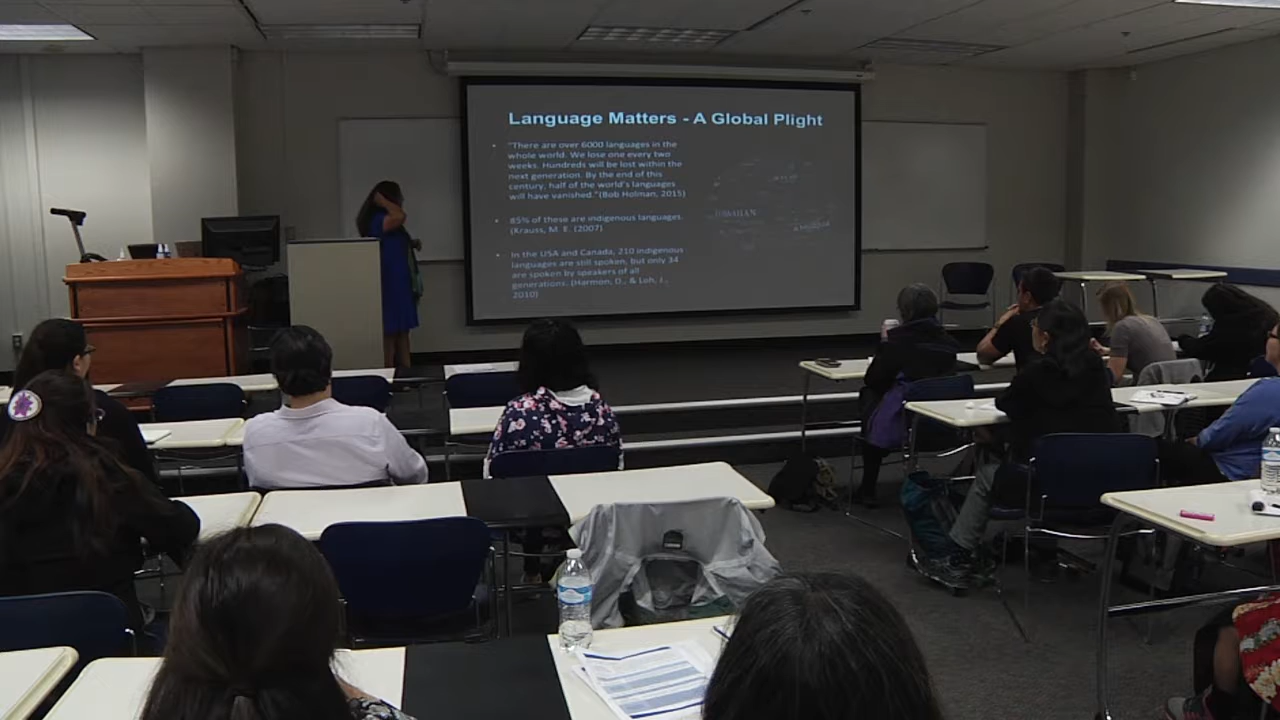 Language Matters - A Global Plight
• "There are over 6000 languages in the
whole world. We lose one every two
weeks. Hundreds will be lost within the
next generation. By the end of this
century, half of the world's languages
will have vanished."(Bob Holman, 2015)
• 85% of these are indigenous languages.
(Krauss, M. E. (2007)
• In the USA and Canada, 210 indigenous
languages are still spoken, but only 34
are spoken by speakers of all
generations. (Harmon, D., & Loh, J.,
2010)
HAWAIIAN